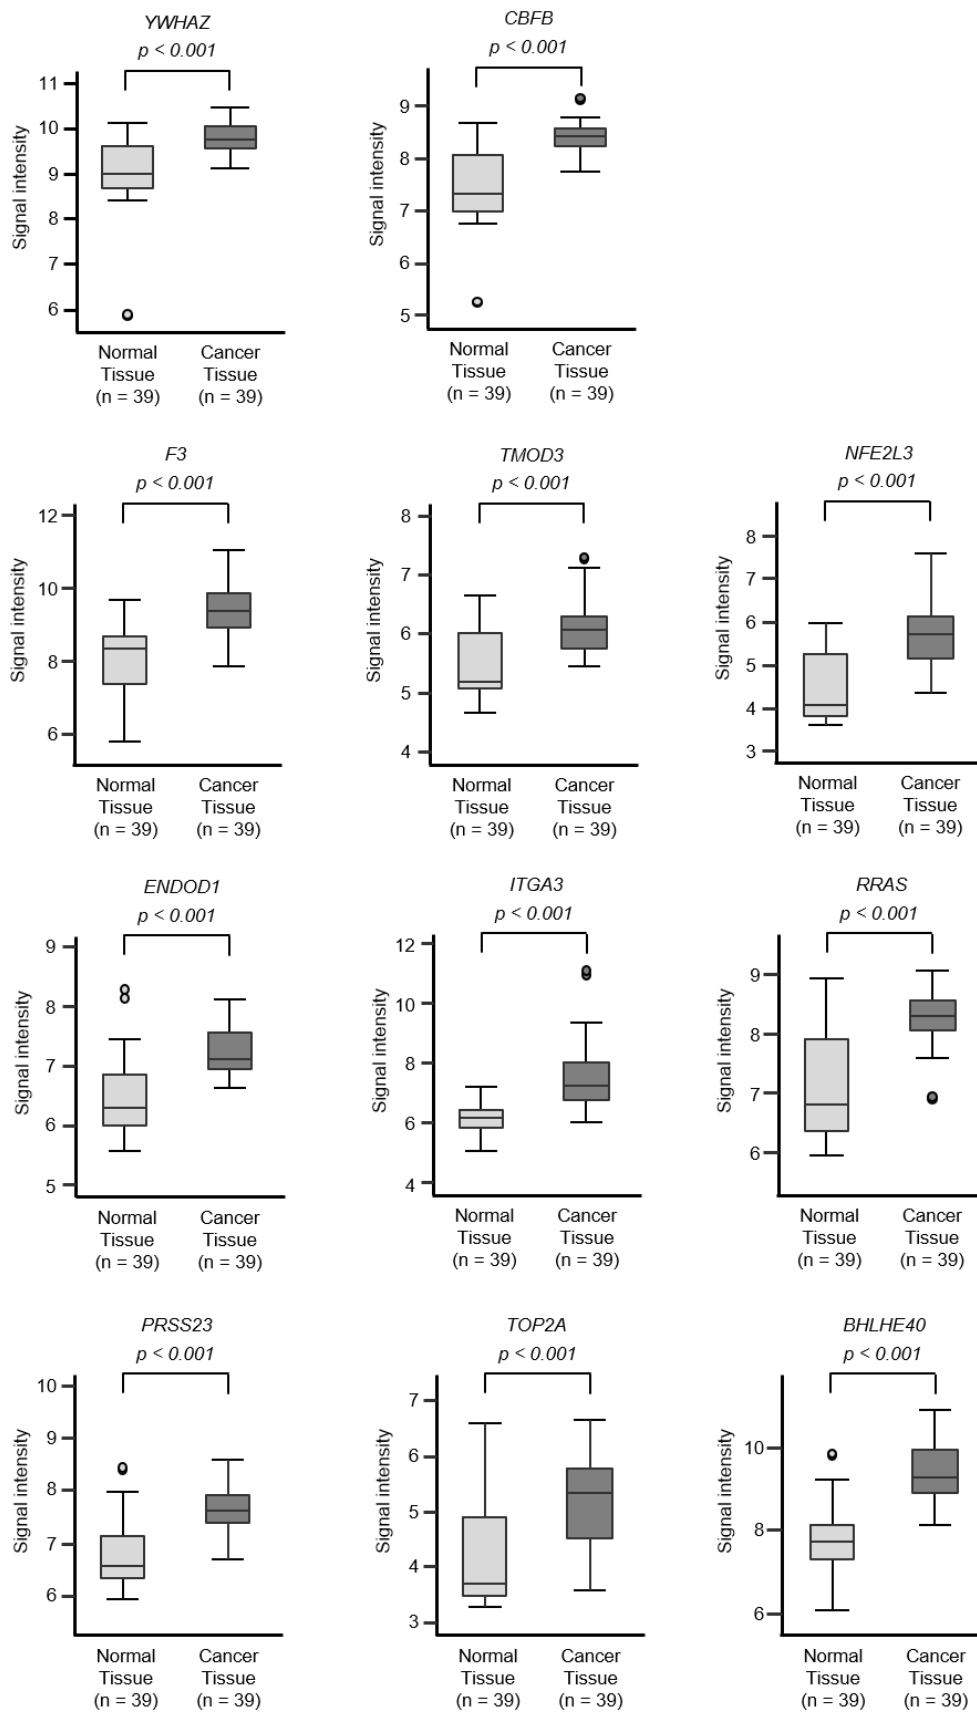 YWHAZ
p < 0.001
Signal intensity
11
10
9
8
7
6
Normal
Tissue
(n = 39)
Cancer
Tissue
(n = 39)
CBFB
p < 0.001
Signal intensity
9
8
7
6
5
Normal
Tissue
(n = 39)
Cancer
Tissue
(n = 39)
F3
p < 0.001
Signal intensity
12
10
8
6
Normal
Tissue
(n = 39)
Cancer
Tissue
(n = 39)
TMOD3
p < 0.001
Signal intensity
8
7
6
5
4
Normal
Tissue
(n = 39)
Cancer
Tissue
(n = 39)
NFE2L3
p < 0.001
Signal intensity
8
7
6
5
4
3
Normal
Tissue
(n = 39)
Cancer
Tissue
(n = 39)
ENDOD1
p < 0.001
Signal intensity
9
8
7
6
5
Normal
Tissue
(n = 39)
Cancer
Tissue
(n = 39)
ITGA3
p < 0.001
Signal intensity
12
10
8
6
4
Normal
Tissue
(n = 39)
Cancer
Tissue
(n = 39)
RRAS
p < 0.001
Signal intensity
9
8
7
6
Normal
Tissue
(n = 39)
Cancer
Tissue
(n = 39)
PRSS23
p < 0.001
Signal intensity
10
9
8
7
6
Normal
Tissue
(n = 39)
Cancer
Tissue
(n = 39)
TOP2A
p < 0.001
Signal intensity
7
6
5
4
3
Normal
Tissue
(n = 39)
Cancer
Tissue
(n = 39)
BHLHE40
p < 0.001
Signal intensity
10
8
6
Normal
Tissue
(n = 39)
Cancer
Tissue
(n = 39)